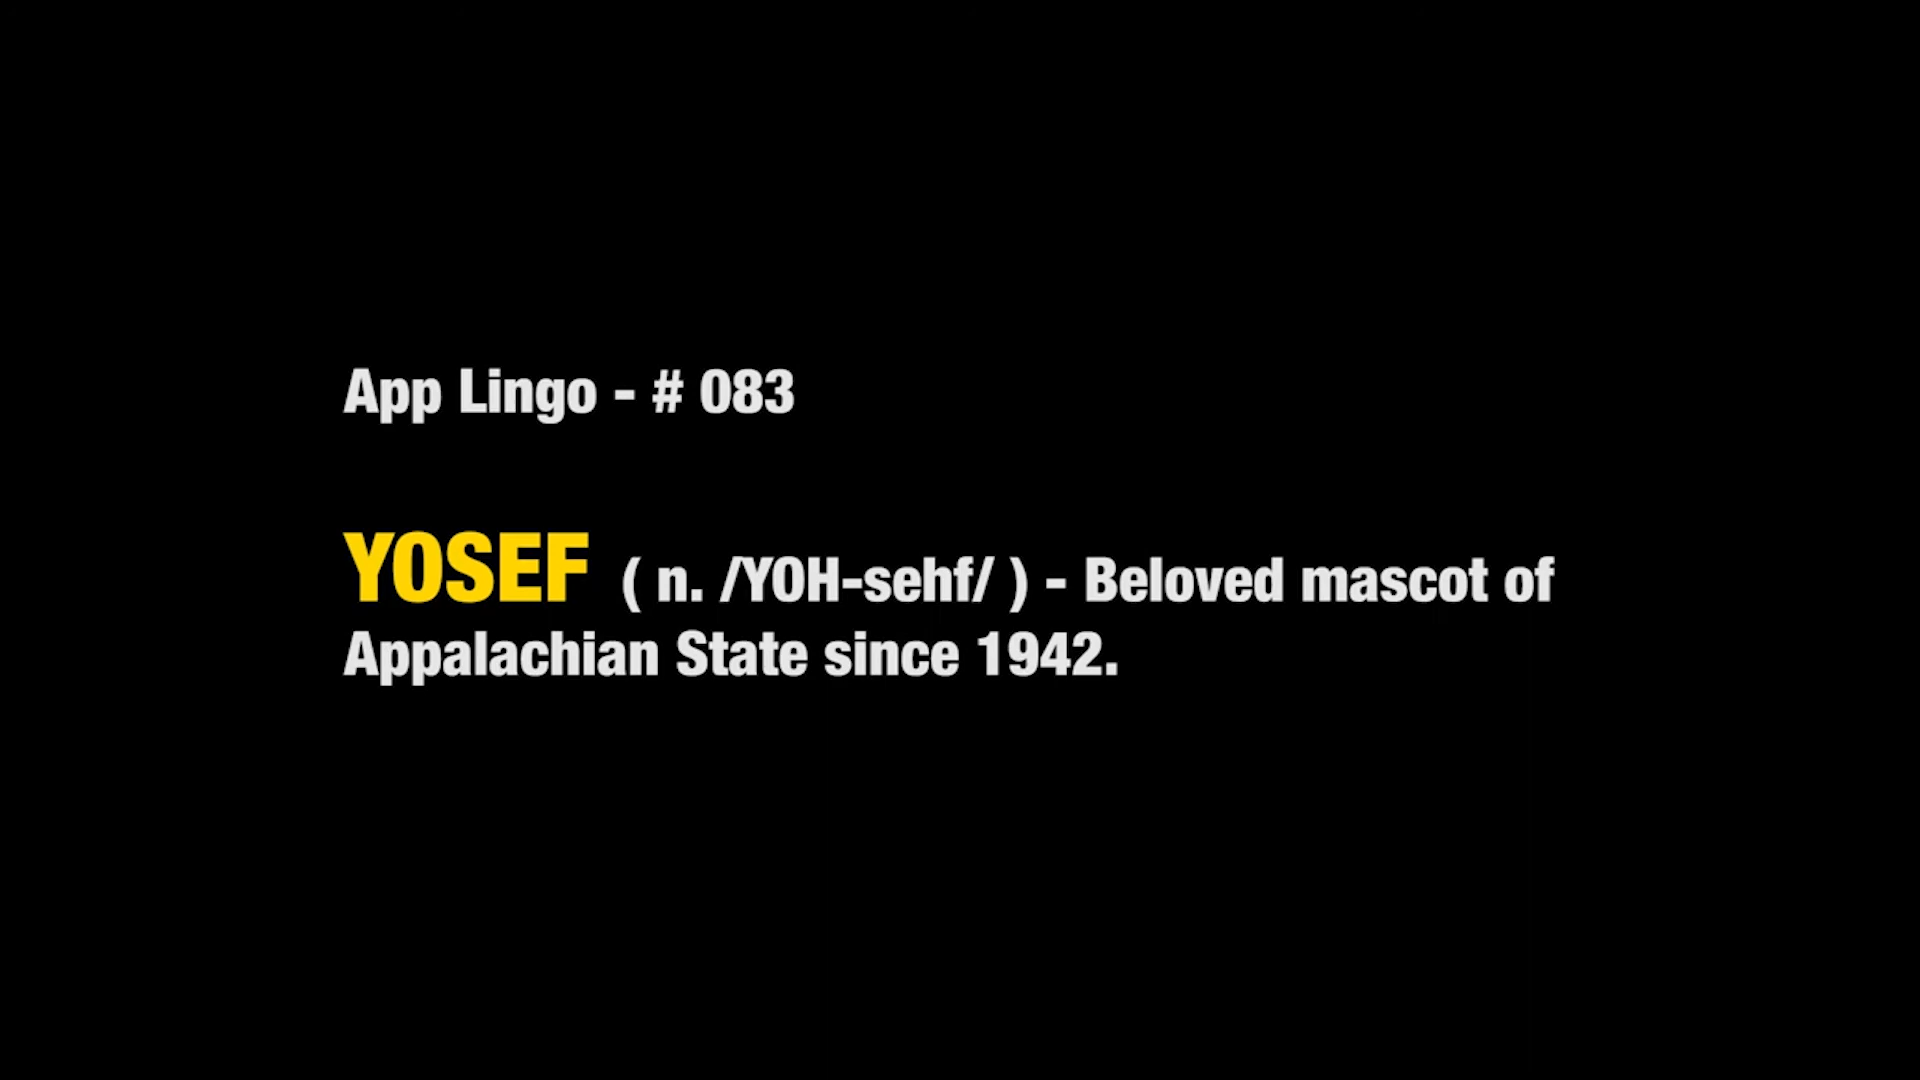 App Lingo - # 083
YOSEF ( n. /YOH-sehf/ ) - Beloved mascot of
Appalachian State since 1942.